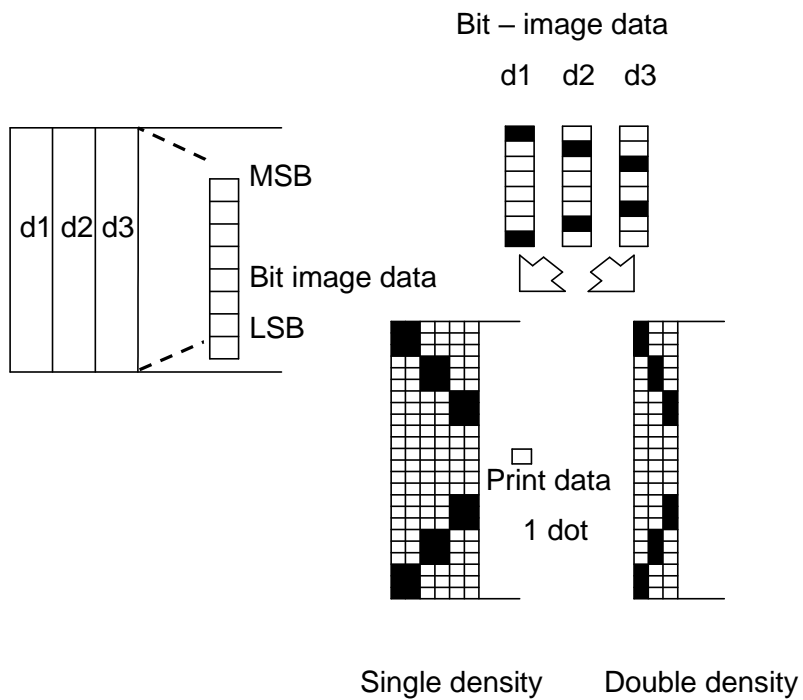 Bit – image data
d1 d2 d3
MSB
d1 d2 d3
Bit image data
LSB
Print data
1 dot
Single density Double density